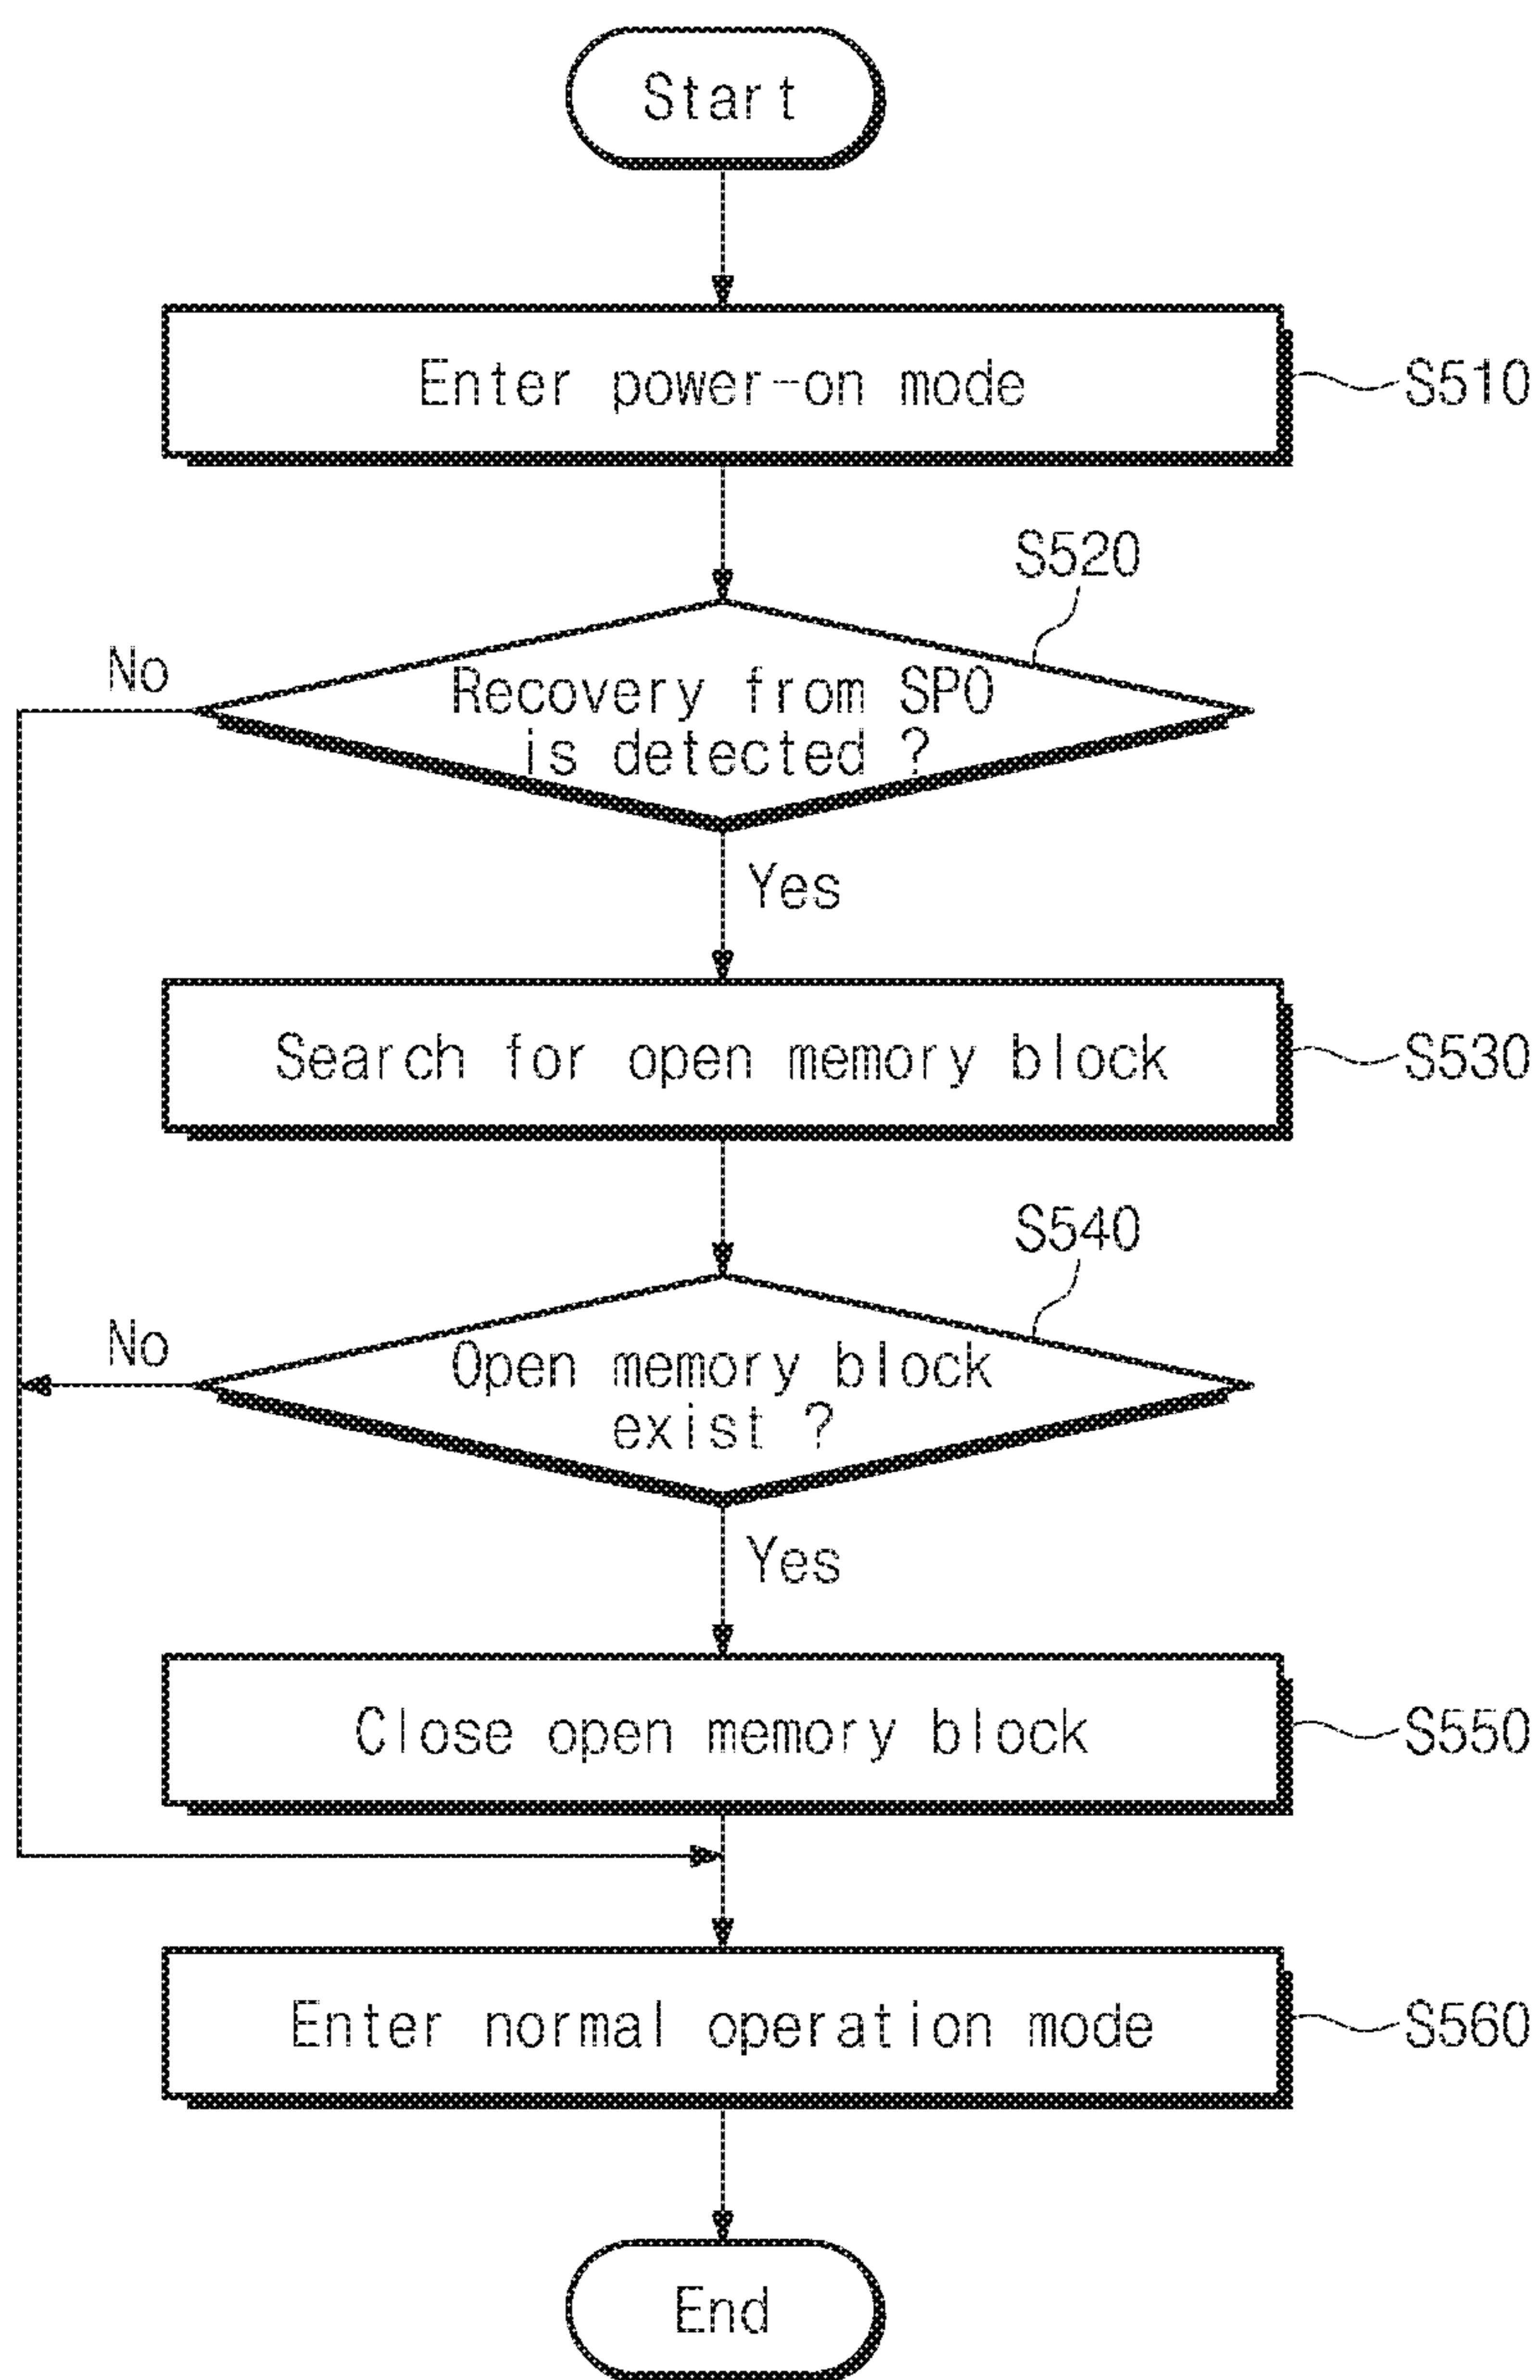 Start
Enter power-on mode
S510
S520
No
Recovery from SPO
is detected ?
Yes
Search for open memory block
S530
S540
No
Open memory block
exist ?
Yes
Close open memory block
S550
Enter normal operation mode
S560
End